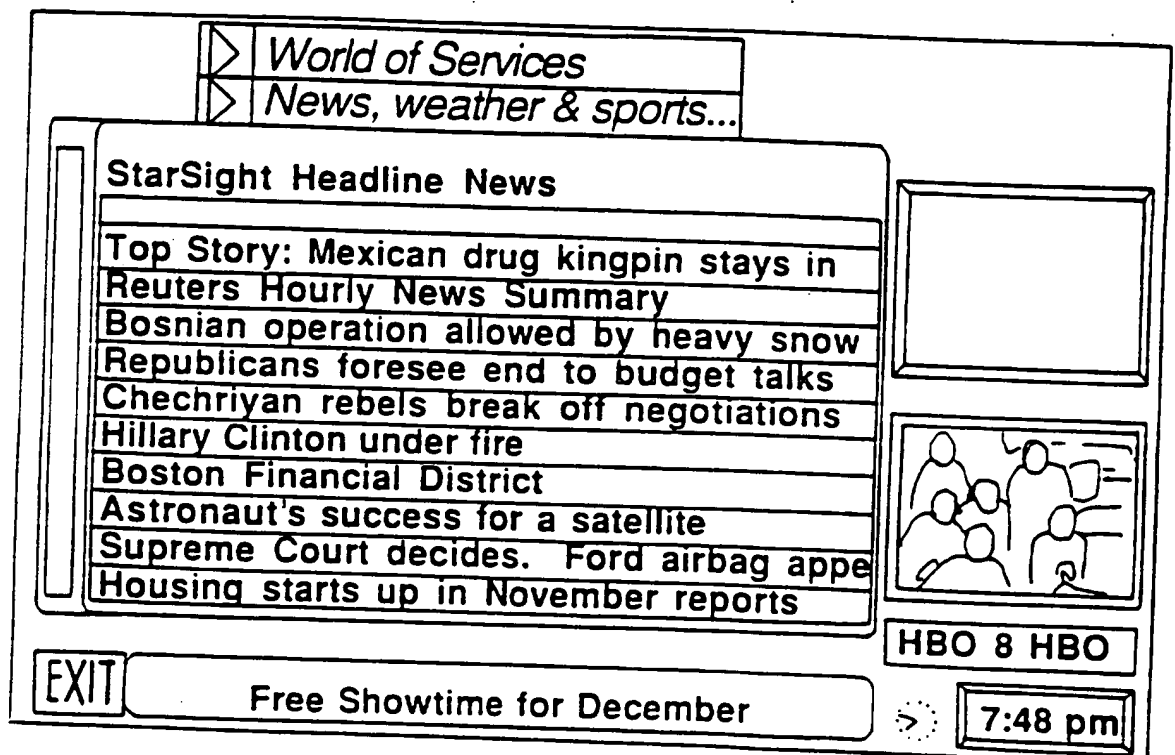 World of Services
News, weather & sports...
StarSight Headline News
Top Story: Mexican drug kingpin stays in
Reuters Hourly News Summary
Bosnian operation allowed by heavy snow
Republicans foresee end to budget talks
Chechriyan rebels break off negotiations
Hillary Clinton under fire
Boston Financial District
Astronaut's success for a satellite
Supreme Court decides. Ford airbag appe
Housing starts up in November reports
HBO 8 HBO
EXIT
Free Showtime for December
7:48 pm